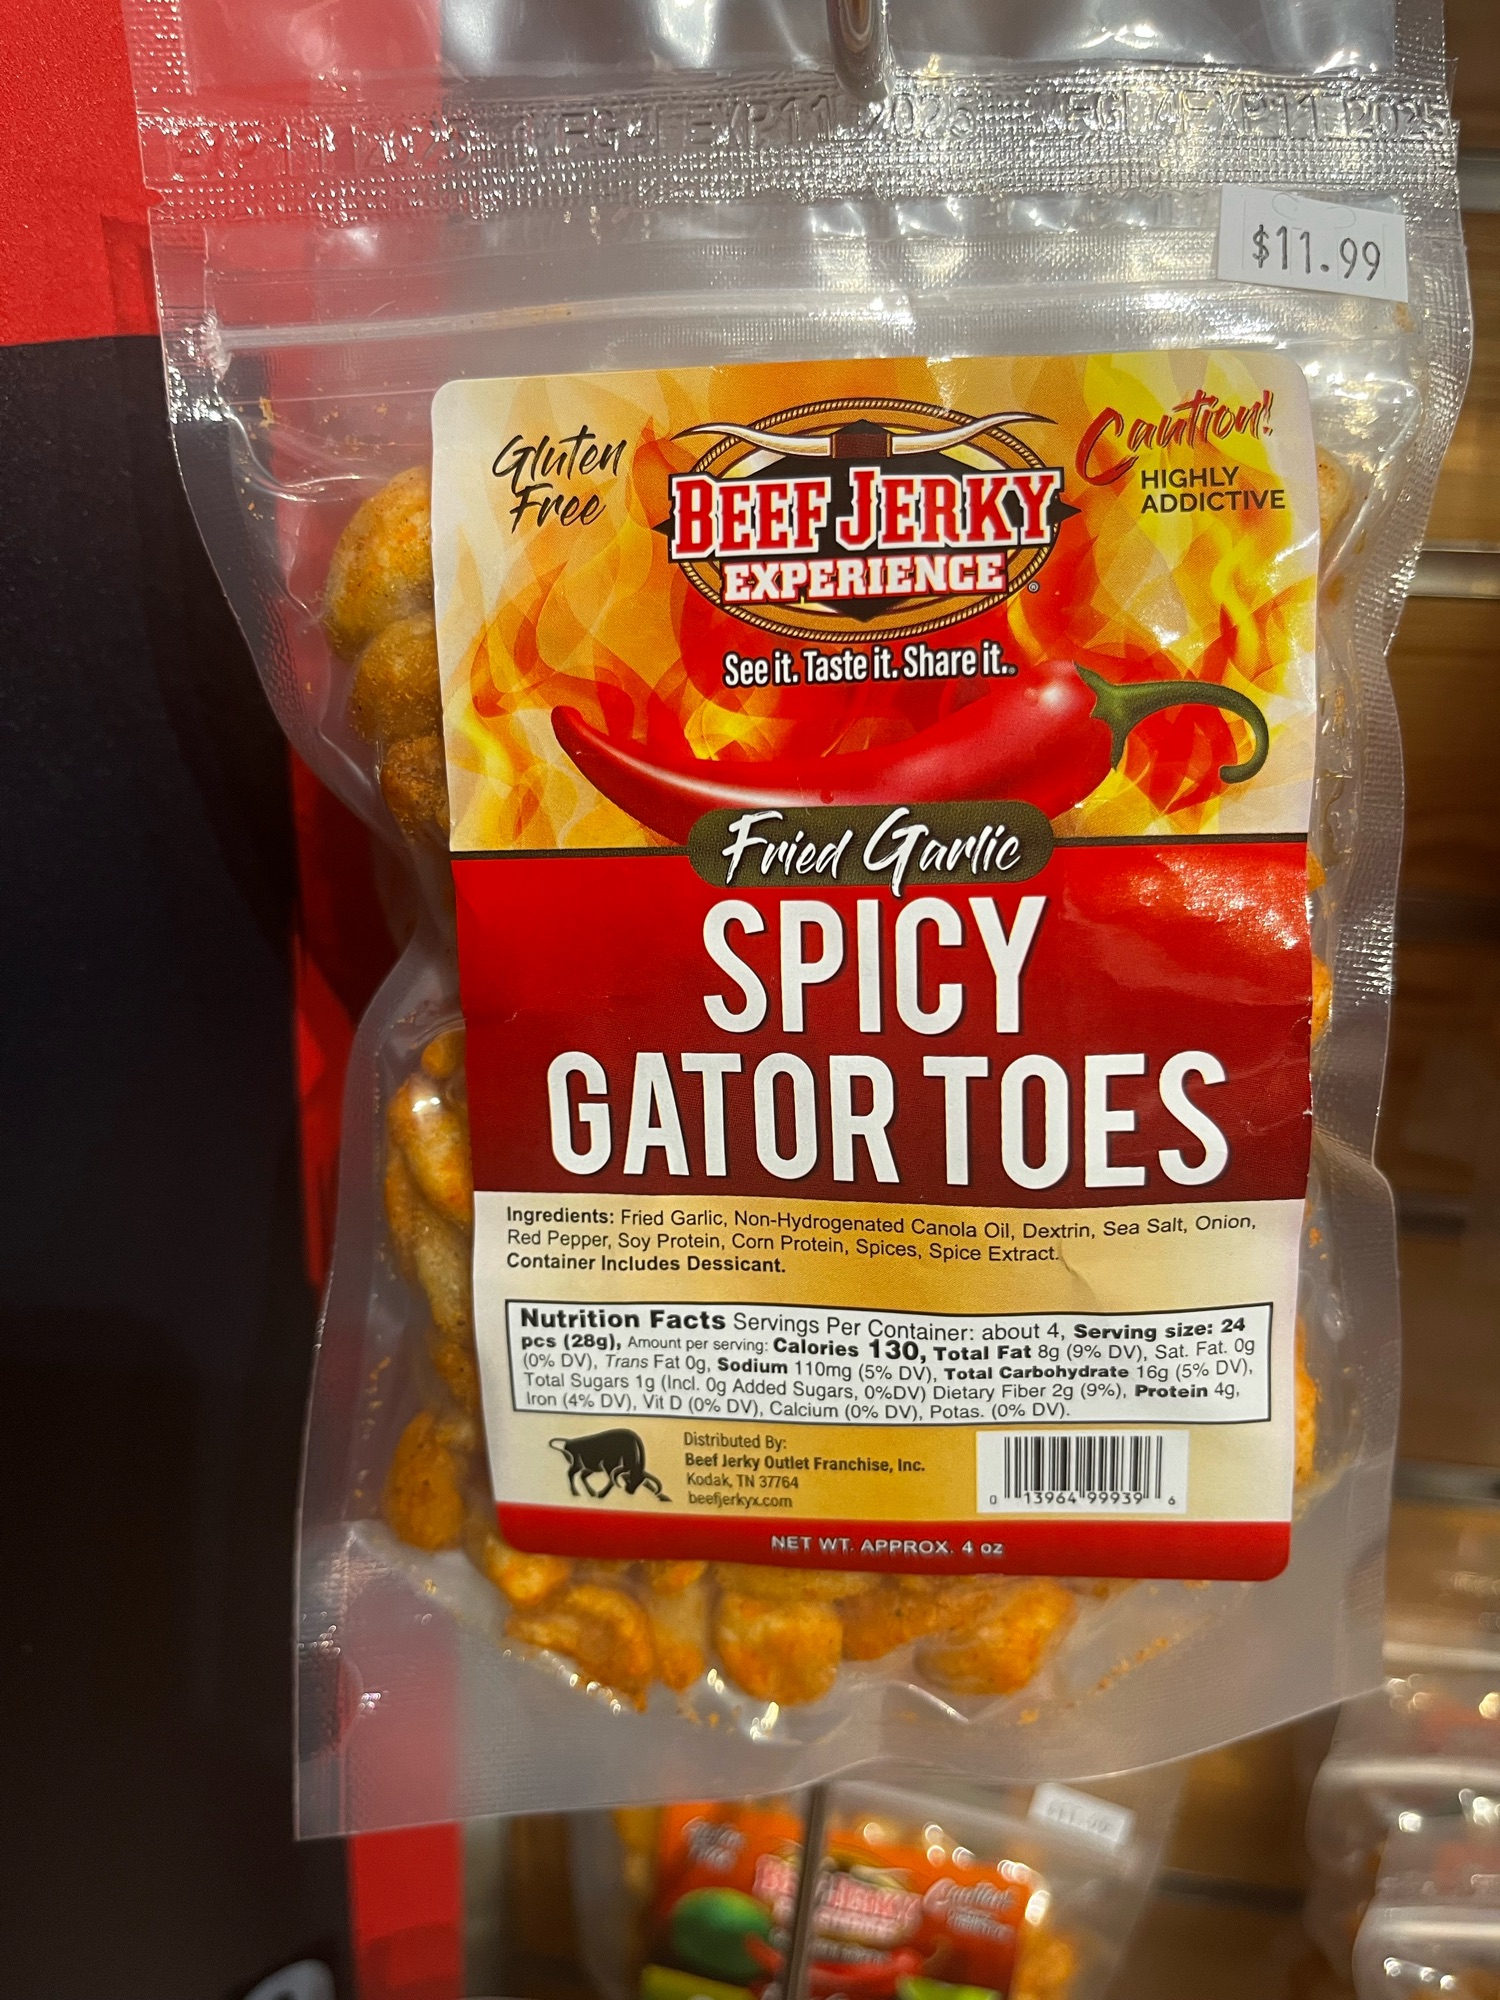 EXP11 2025
EXP11 2025
$11.99
Gluten
Free
Caution!!
HIGHLY
ADDICTIVE
BEEF JERKY
EXPERIENCE®
See it. Taste it. Share it.
Fried Garlic
SPICY
GATOR TOES
Ingredients: Fried Garlic, Non-Hydrogenated Canola Oil, Dextrin, Sea Salt, Onion,
Red Pepper, Soy Protein, Corn Protein, Spices, Spice Extract.
Container Includes Dessicant.
Nutrition Facts Servings Per Container: about 4, Serving size: 24
pcs (28g), Amount per serving: Calories 130, Total Fat 8g (9% DV), Sat. Fat. 0g
(0% DV), Trans Fat 0g, Sodium 110mg (5% DV), Total Carbohydrate 16g (5% DV),
Total Sugars 1g (Incl. 0g Added Sugars, 0%DV) Dietary Fiber 2g (9%), Protein 4g,
Iron (4% DV), Vit D (0% DV), Calcium (0% DV), Potas. (0% DV).
Distributed By:
Beef Jerky Outlet Franchise, Inc.
Kodak, TN 37764
beefjerkyx.com
0 13964 99939 6
NET WT. APPROX. 4 oz